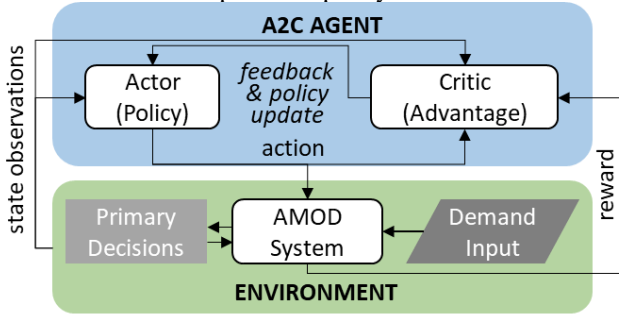 A2C AGENT
state observations
Actor
(Policy)
feedback
& policy
update
Critic
(Advantage)
action
reward
Primary
Decisions
AMOD
System
Demand
Input
ENVIRONMENT